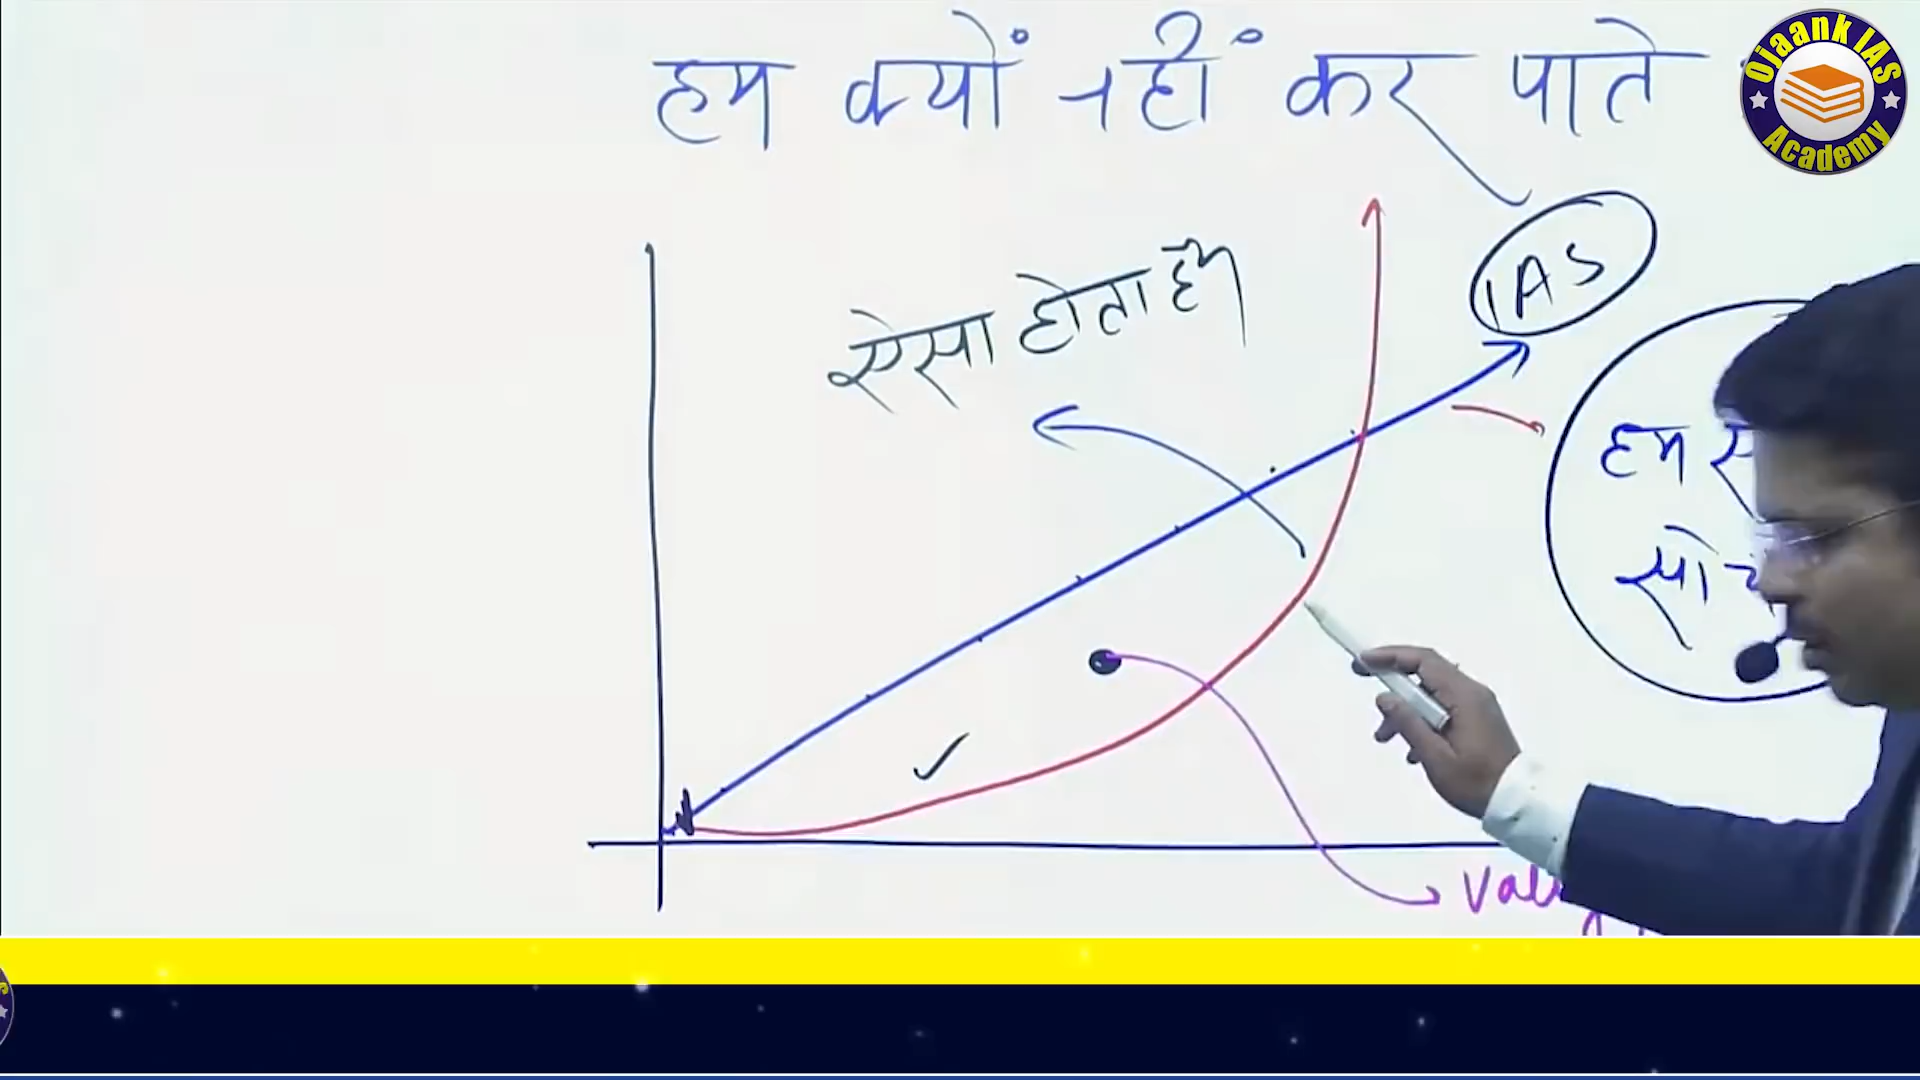 हम क्यों नहीं कर पाते
Ojaank IAS
Academy
IAS
ऐसा होता है
हम